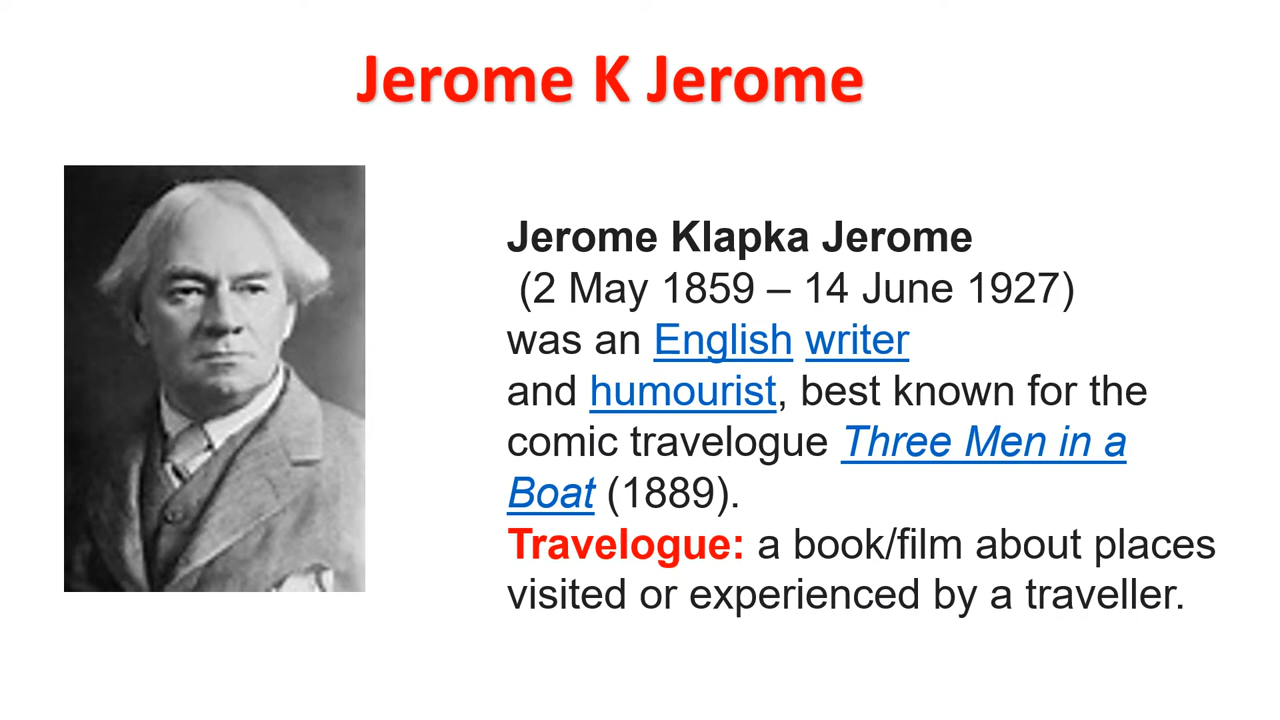 Jerome K Jerome
Jerome Klapka Jerome
(2 May 1859 – 14 June 1927)
was an English writer
and humourist, best known for the
comic travelogue Three Men in a
Boat (1889).
Travelogue: a book/film about places
visited or experienced by a traveller.